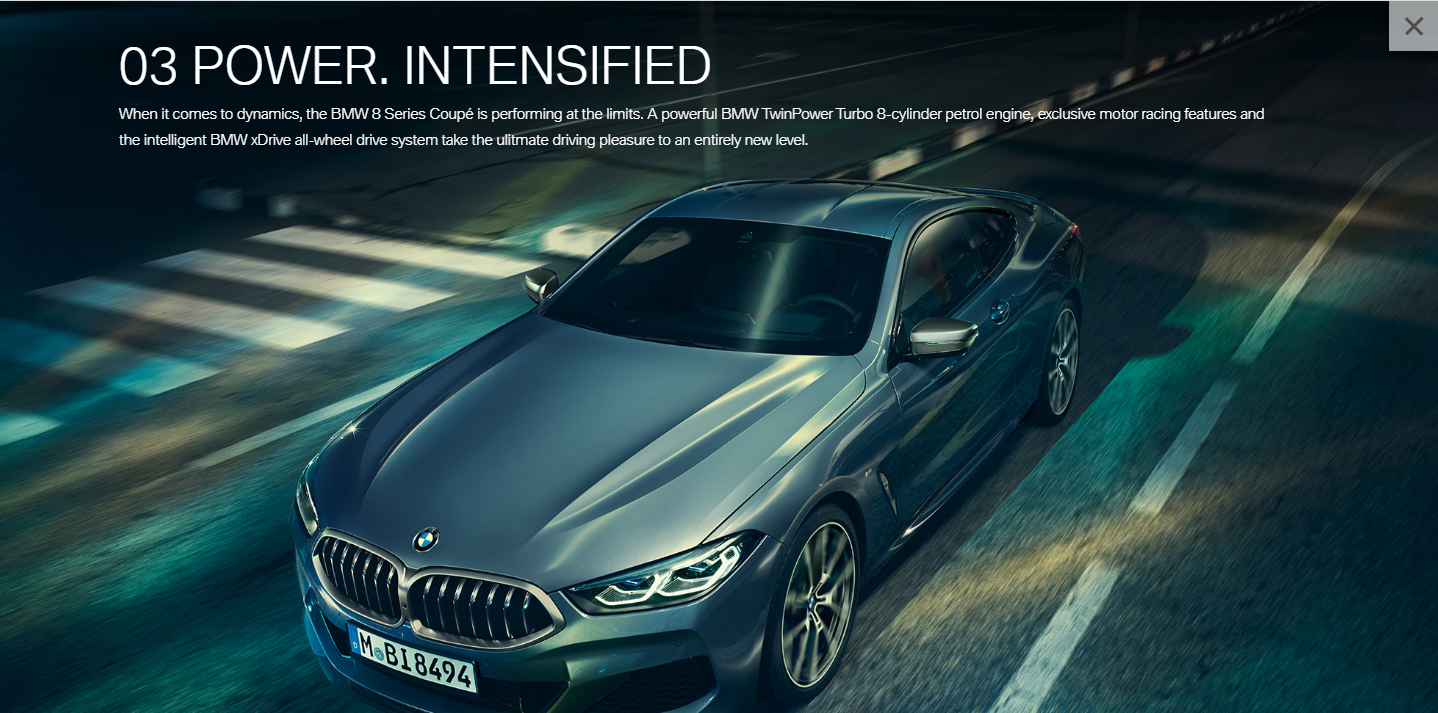 03 POWER. INTENSIFIED
When it comes to dynamics, the BMW 8 Series Coupé is performing at the limits. A powerful BMW TwinPower Turbo 8-cylinder petrol engine, exclusive motor racing features and
the intelligent BMW xDrive all-wheel drive system take the ulitmate driving pleasure to an entirely new level.
M BI 8494